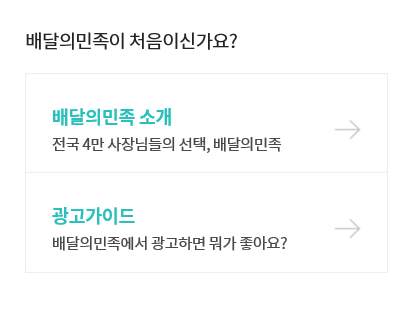 배달의민족이 처음이신가요?
배달의민족 소개
전국 4만 사장님들의 선택, 배달의민족
광고가이드
배달의민족에서 광고하면 뭐가 좋아요?